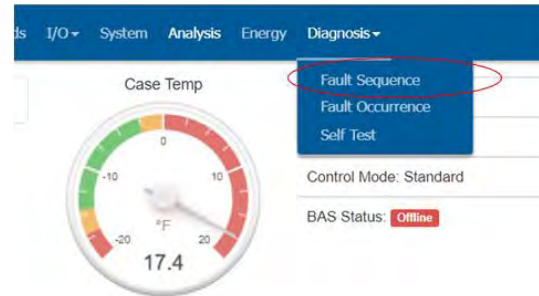 ds I/O System Analysis Energy Diagnosis
Fault Sequence
Fault Occurrence
Self Test
Case Temp
0
-10 10
°F
-20 20
17.4
Control Mode: Standard
BAS Status: Offline